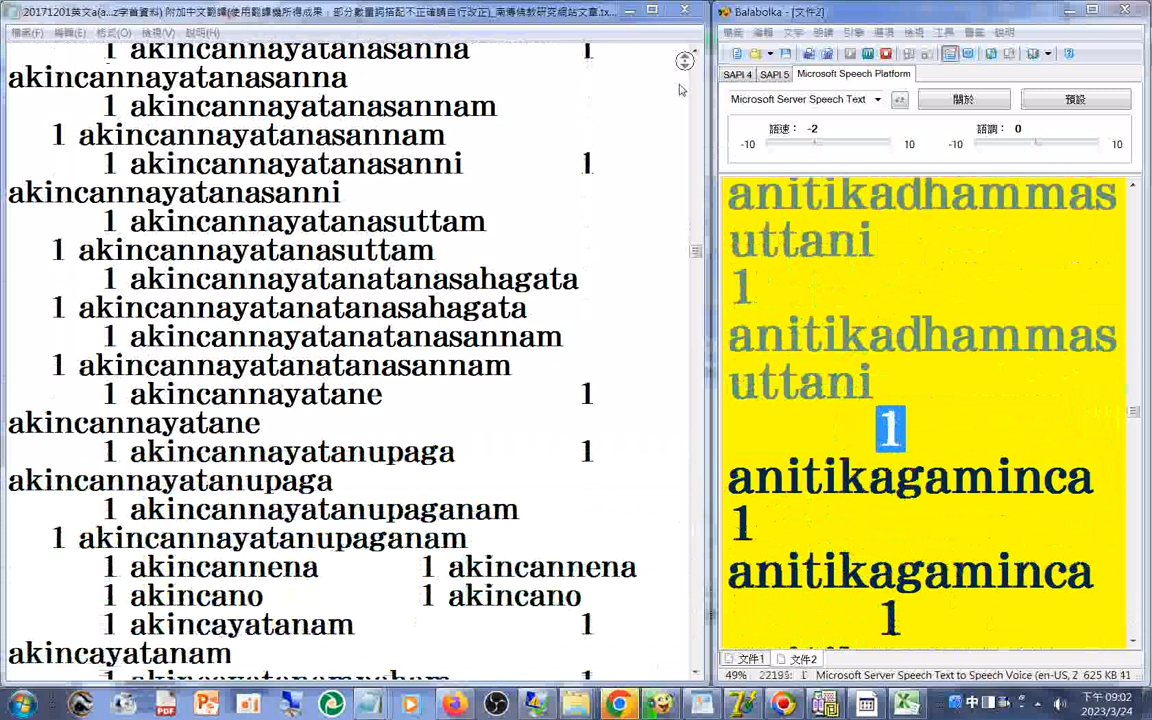 20171201英文a(a...z字首資料) 附加中文翻譯(使用翻譯機所得成果，部分數量詞搭配不正確請自行改正)_南傳佛教研究網站文章.tx...
檔案(F) 編輯(E) 格式(O) 檢視(V) 說明(H)
akincannayatanasanna 1
akincannayatanasanna
1 akincannayatanasannam
1 akincannayatanasannam
1 akincannayatanasanni 1
akincannayatanasanni
1 akincannayatanasuttam
1 akincannayatanasuttam
1 akincannayatanatanasahagata
1 akincannayatanatanasahagata
1 akincannayatanatanasannam
1 akincannayatanatanasannam
1 akincannayatane 1
akincannayatane
1 akincannayatanupaga 1
akincannayatanupaga
1 akincannayatanupaganam
1 akincannayatanupaganam
1 akincannena 1 akincannena
1 akincano 1 akincano
1 akincayatanam 1
akincayatanam
Balabolka - [文件2]
檔案 編輯 文字 朗讀 引擎 選項 檢視 工具 視窗 說明
SAPI 4 SAPI 5 Microsoft Speech Platform
Microsoft Server Speech Text 關於 預設
語速： -2 語調： 0
-10 10 -10 10
anitikadhammas
uttani
1
anitikadhammas
uttani
1
anitikagaminca
1
anitikagaminca
1
文件1 文件2
49% Microsoft Server Speech Text to Speech Voice (en-US, Z 625 KB
中
下午 09:02
2023/3/24